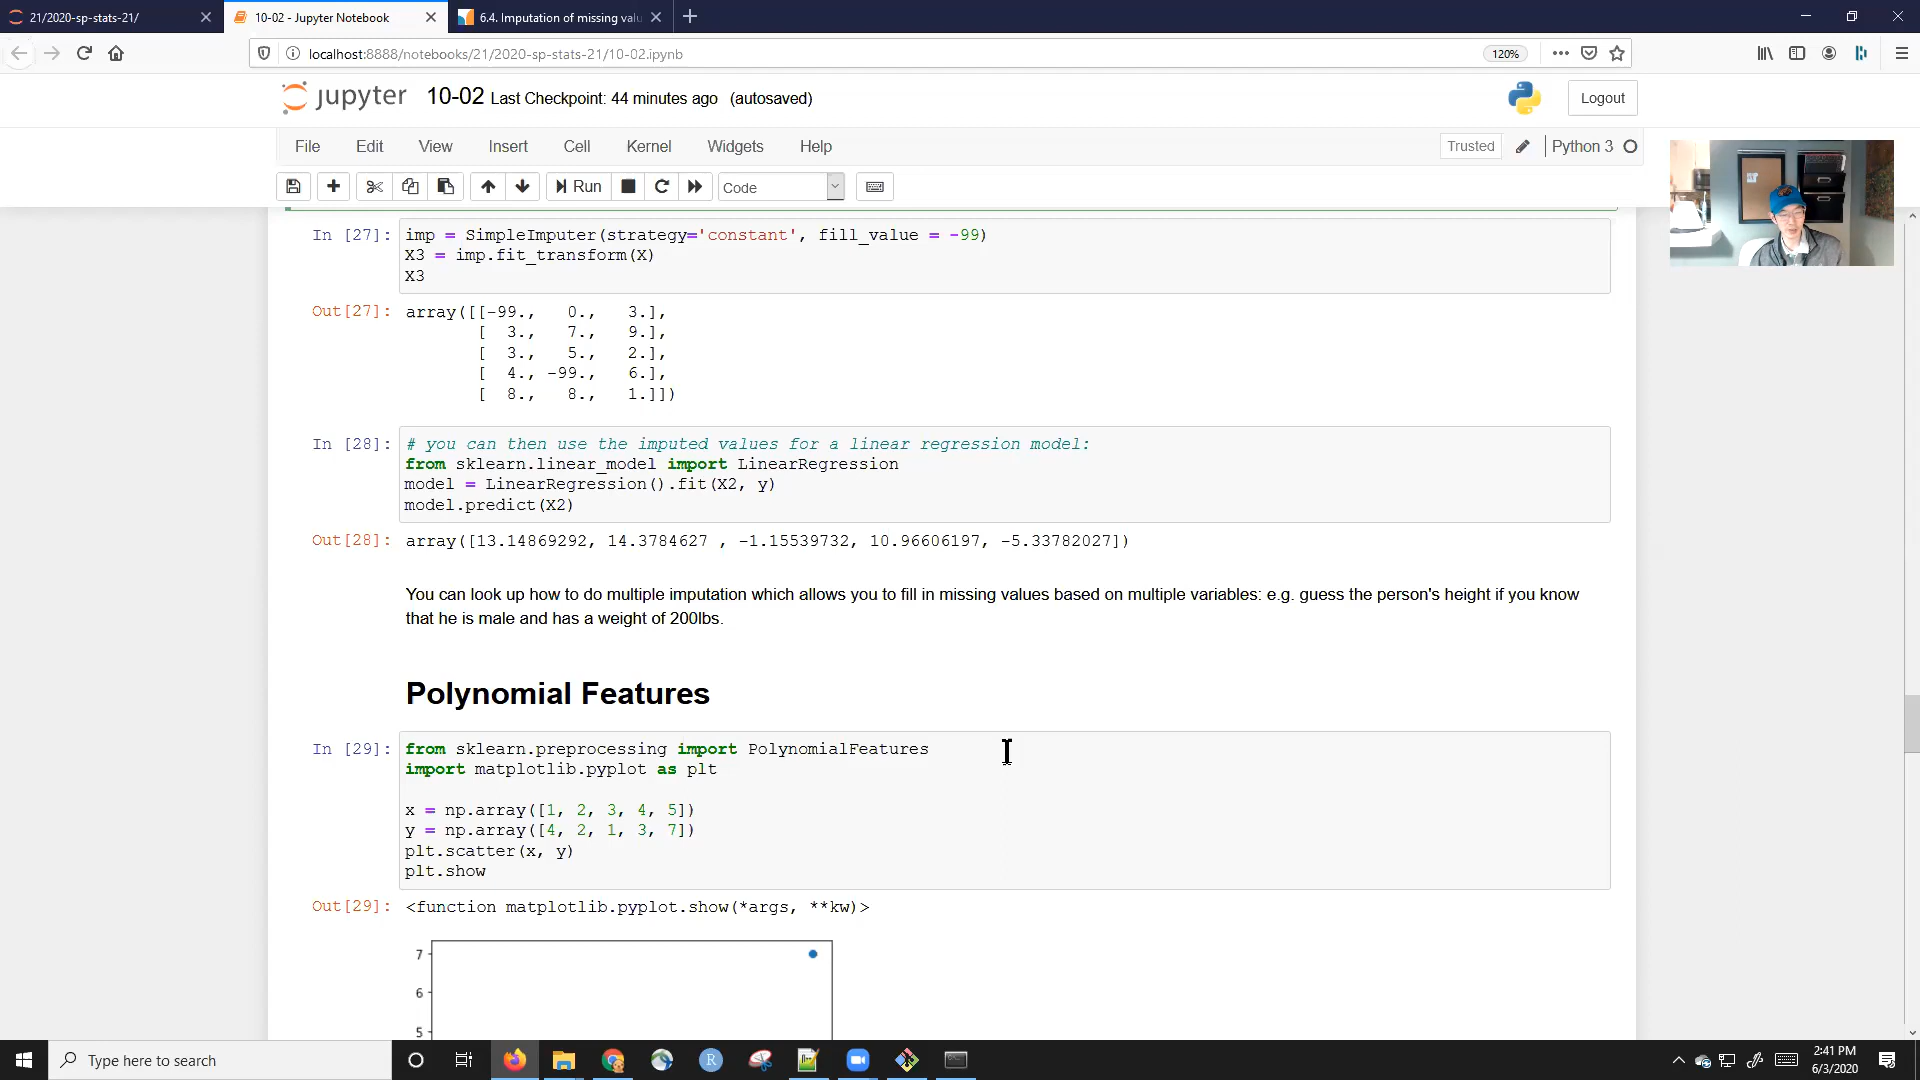 21/2020-sp-stats-21/
10-02 - Jupyter Notebook
6.4. Imputation of missing valu
localhost:8888/notebooks/21/2020-sp-stats-21/10-02.ipynb
120%
jupyter 10-02 Last Checkpoint: 44 minutes ago (autosaved)
Logout
File Edit View Insert Cell Kernel Widgets Help
Trusted
Python 3
Run
Code
In [27]: imp = SimpleImputer(strategy='constant', fill_value = -99)
X3 = imp.fit_transform(X)
X3
Out[27]: array([[-99., 0., 3.],
[ 3., 7., 9.],
[ 3., 5., 2.],
[ 4., -99., 6.],
[ 8., 8., 1.]])
In [28]: # you can then use the imputed values for a linear regression model:
from sklearn.linear_model import LinearRegression
model = LinearRegression().fit(X2, y)
model.predict(X2)
Out[28]: array([13.14869292, 14.3784627 , -1.15539732, 10.96606197, -5.33782027])
You can look up how to do multiple imputation which allows you to fill in missing values based on multiple variables: e.g. guess the person's height if you know
that he is male and has a weight of 200lbs.
Polynomial Features
In [29]: from sklearn.preprocessing import PolynomialFeatures
import matplotlib.pyplot as plt
x = np.array([1, 2, 3, 4, 5])
y = np.array([4, 2, 1, 3, 7])
plt.scatter(x, y)
plt.show
Out[29]: <function matplotlib.pyplot.show(*args, **kw)>
7
6
5
Type here to search
R
2:41 PM
6/3/2020